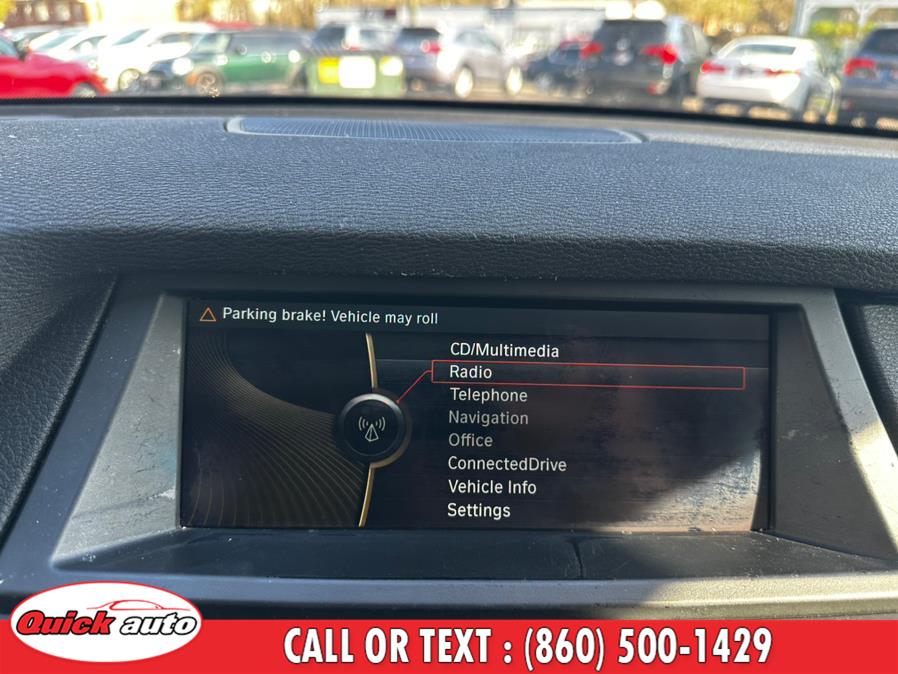 Parking brake! Vehicle may roll
CD/Multimedia
Radio
Telephone
Navigation
Office
ConnectedDrive
Vehicle Info
Settings
Quick auto
CALL OR TEXT : (860) 500-1429